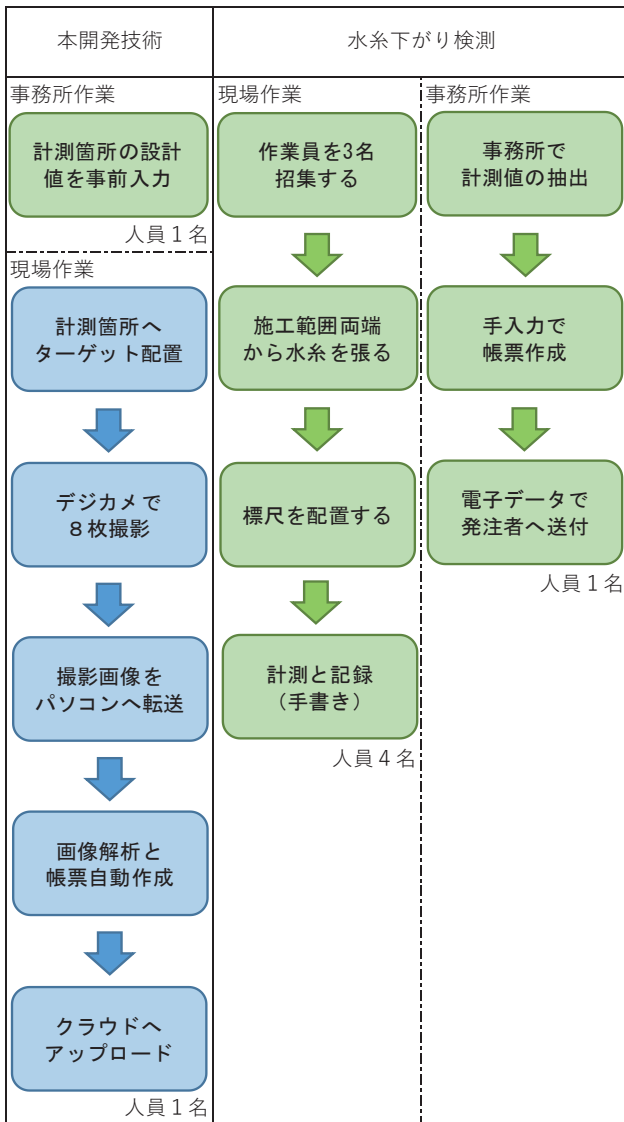 本開発技術
水糸下がり検測
事務所作業
計測箇所の設計
値を事前入力
人員1名
現場作業
計測箇所へ
ターゲット配置
デジカメで
８枚撮影
撮影画像を
パソコンへ転送
画像解析と
帳票自動作成
クラウドへ
アップロード
人員1名
現場作業
作業員を3名
招集する
施工範囲両端
から水糸を張る
標尺を配置する
計測と記録
（手書き）
人員4名
事務所作業
事務所で
計測値の抽出
手入力で
帳票作成
電子データで
発注者へ送付
人員1名